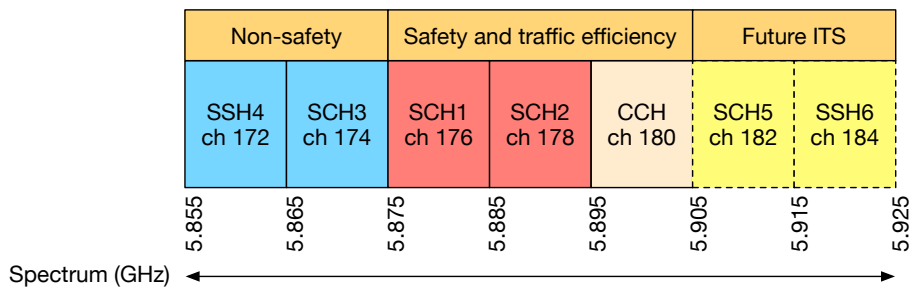 Non-safety
Safety and traffic efficiency
Future ITS
SSH4
ch 172
SCH3
ch 174
SCH1
ch 176
SCH2
ch 178
CCH
ch 180
SCH5
ch 182
SSH6
ch 184
5.855
5.865
5.875
5.885
5.895
5.905
5.915
5.925
Spectrum (GHz)